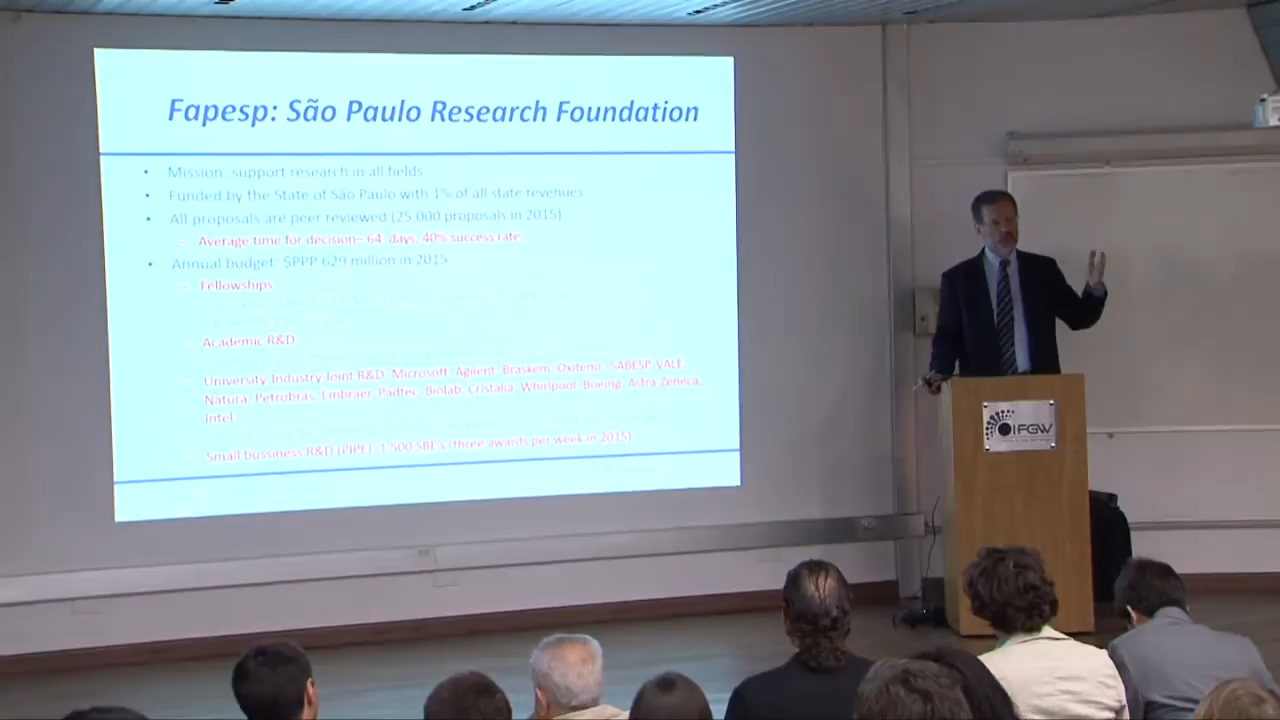 Fapesp: São Paulo Research Foundation
• Mission: support research in all fields
• Funded by the State of São Paulo with 1% of all state revenues
• All proposals are peer reviewed (25,000 proposals in 2015)
– Average time for decision– 64 days, 40% success rate
• Annual budget: $PPP 629 million in 2015
– Fellowships
– Academic R&D
– University-Industry Joint R&D: Microsoft, Agilent, Braskem, Oxiteno, SABESP, VALE,
Natura, Petrobras, Embraer, Padtec, Biolab, Cristalia, Whirlpool, Boeing, Astra Zeneca,
Intel
– Small bussiness R&D (PIPE): 1,500 SBE's (three awards per week in 2015)
IFGW